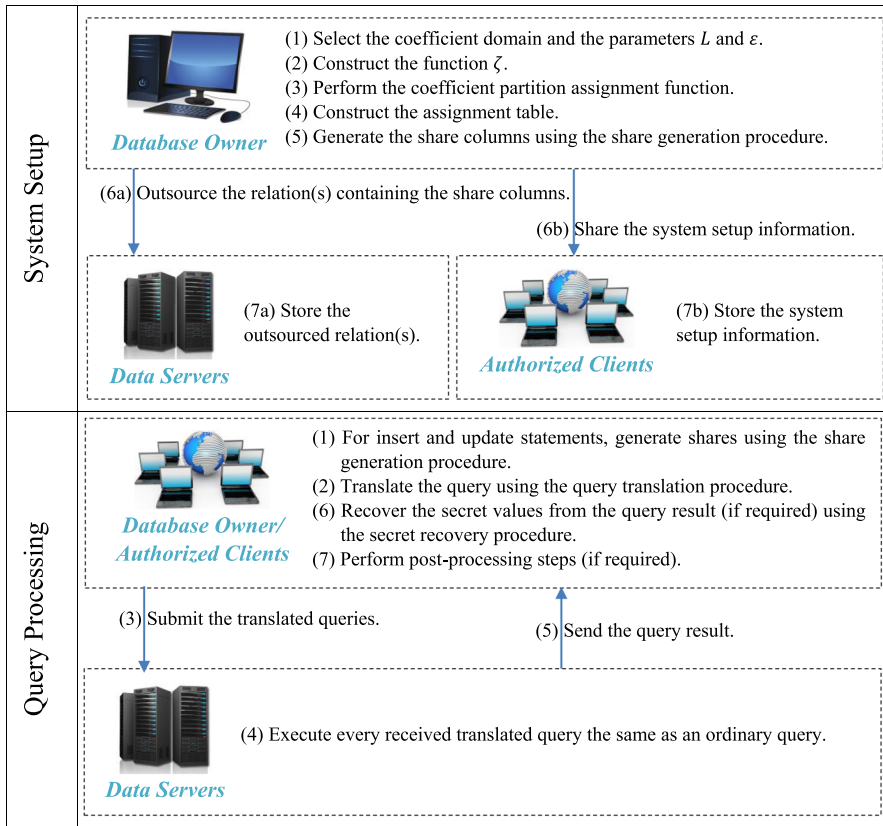 System Setup
(1) Select the coefficient domain and the parameters L and ε.
(2) Construct the function ζ.
(3) Perform the coefficient partition assignment function.
(4) Construct the assignment table.
(5) Generate the share columns using the share generation procedure.
Database Owner
(6a) Outsource the relation(s) containing the share columns.
(6b) Share the system setup information.
(7a) Store the
outsourced relation(s).
Data Servers
(7b) Store the system
setup information.
Authorized Clients
Query Processing
(1) For insert and update statements, generate shares using the share
generation procedure.
(2) Translate the query using the query translation procedure.
(6) Recover the secret values from the query result (if required) using
the secret recovery procedure.
(7) Perform post-processing steps (if required).
Database Owner/
Authorized Clients
(3) Submit the translated queries.
(5) Send the query result.
(4) Execute every received translated query the same as an ordinary query.
Data Servers